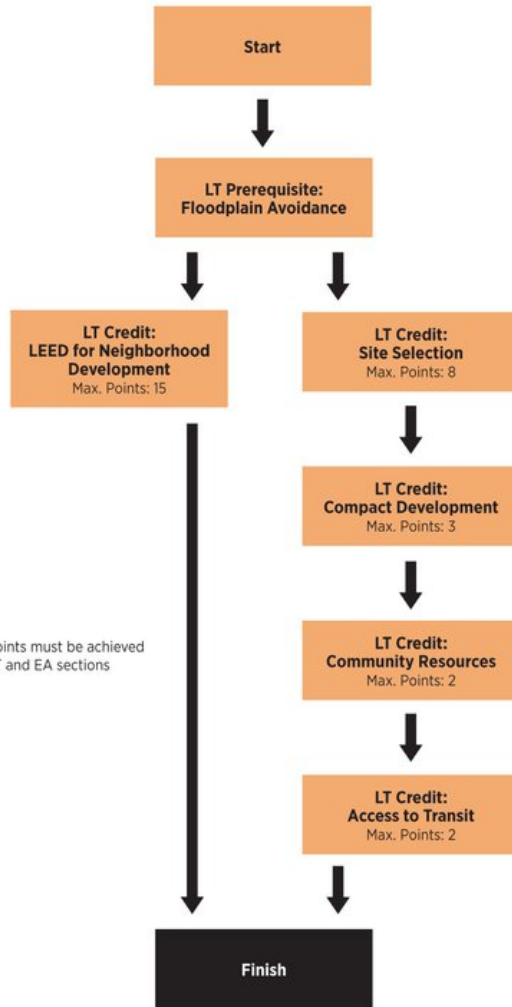 Start
LT Prerequisite:
Floodplain Avoidance
LT Credit:
LEED for Neighborhood
Development
Max. Points: 15
LT Credit:
Site Selection
Max. Points: 8
LT Credit:
Compact Development
Max. Points: 3
LT Credit:
Community Resources
Max. Points: 2
LT Credit:
Access to Transit
Max. Points: 2
must be achieved
and EA sections
Finish